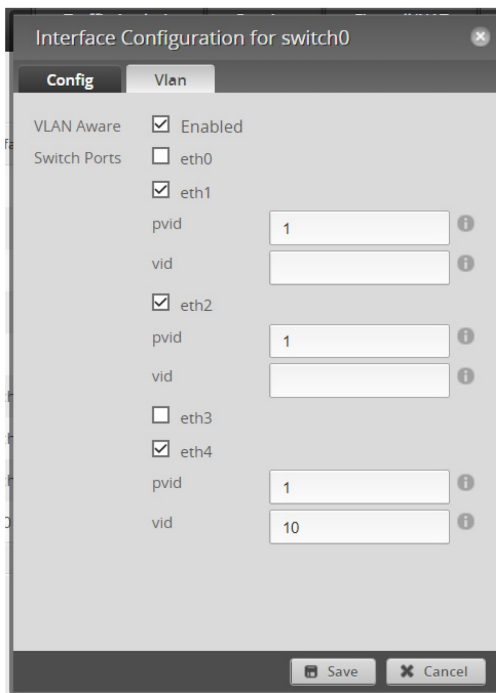 Interface Configuration for switch0
Config Vlan
VLAN Aware Enabled
Switch Ports eth0
eth1
pvid 1
vid
eth2
pvid 1
vid
eth3
eth4
pvid 1
vid 10
Save Cancel